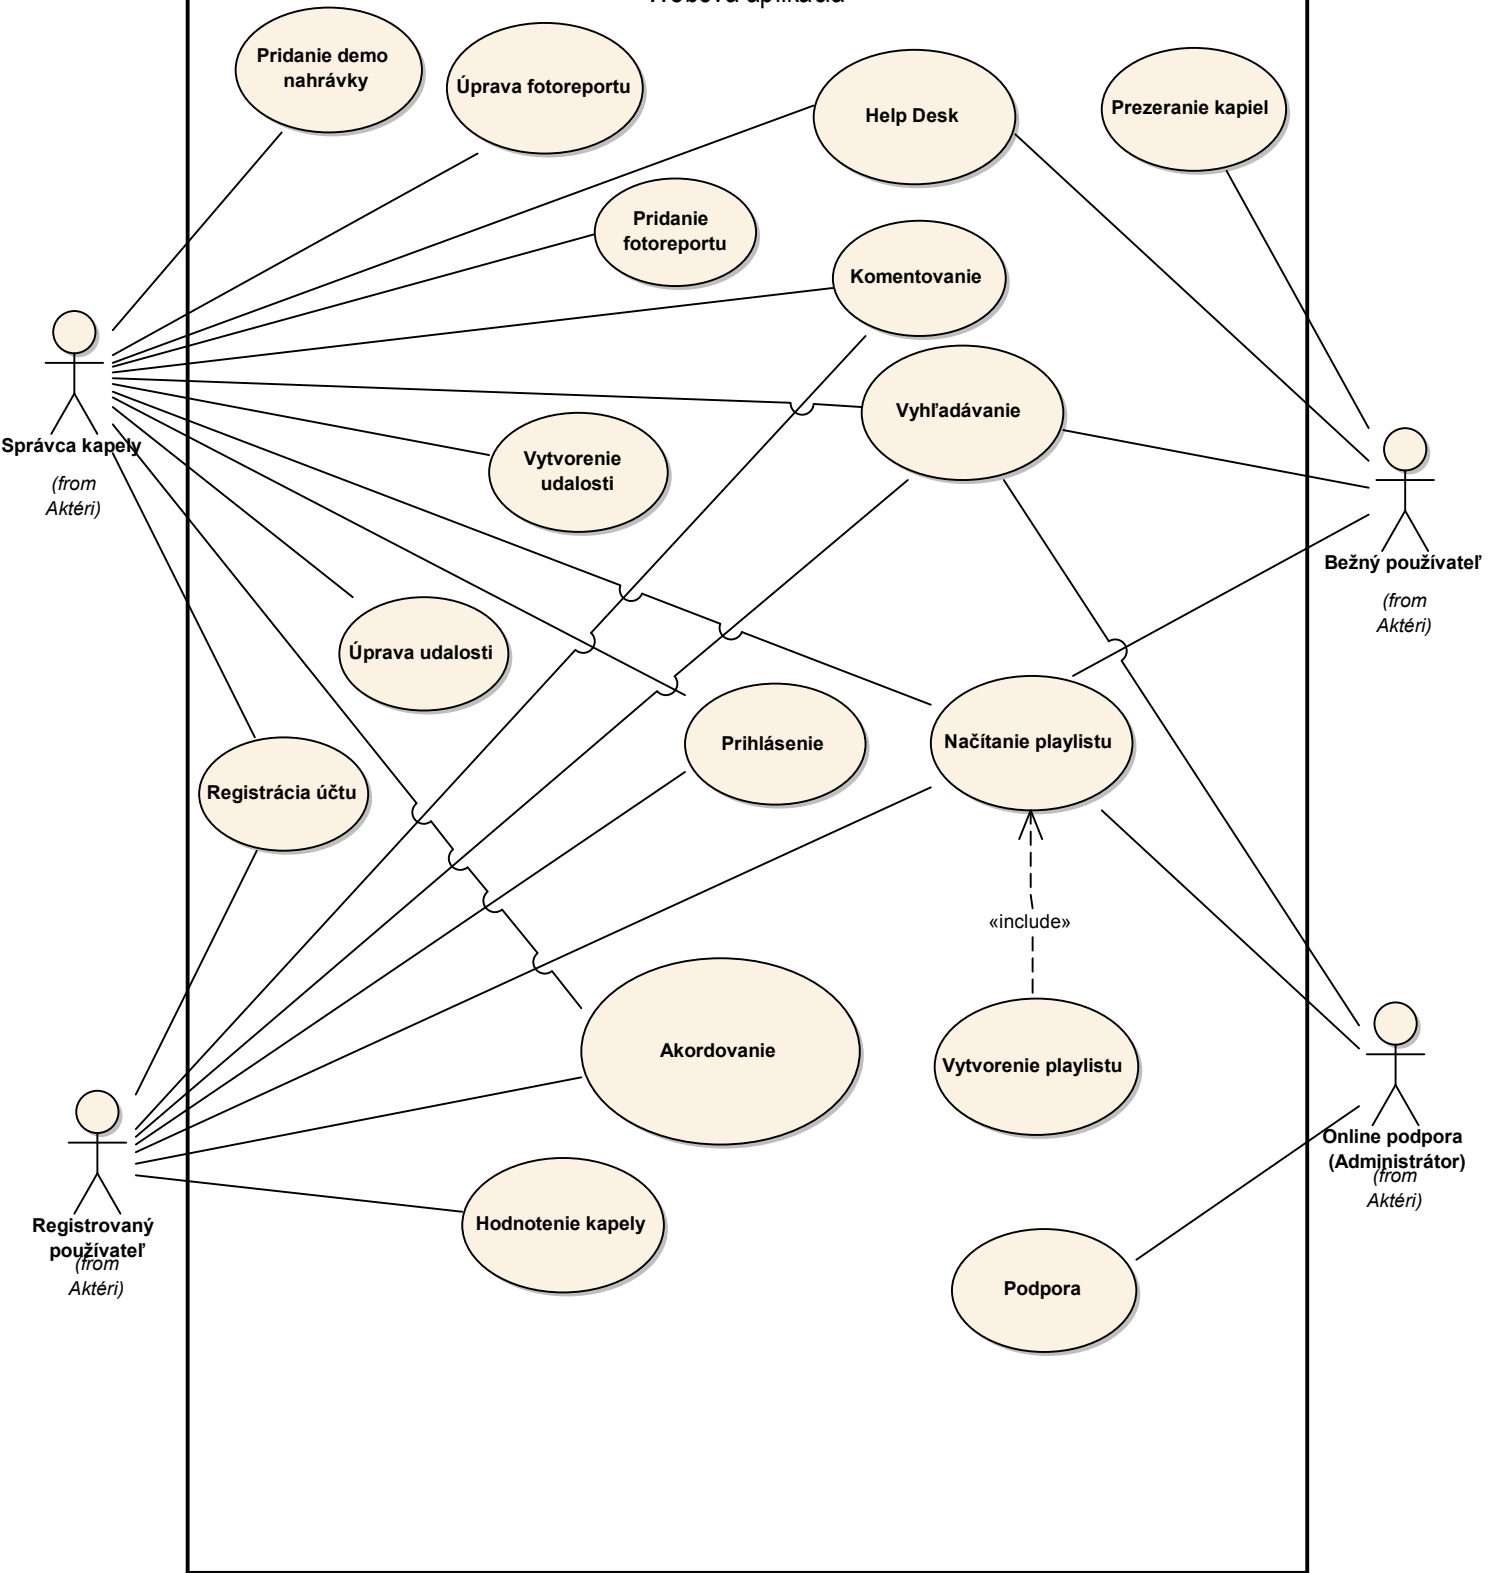 Pridanie demo
nahrávky
Úprava fotoreportu
Help Desk
Prezeranie kapiel
Pridanie
fotoreportu
Komentovanie
Vyhľadávanie
Správca kapely
(from
Aktéri)
Vytvorenie
udalosti
Bežný používateľ
(from
Aktéri)
Úprava udalosti
Prihlásenie
Načítanie playlistu
Registrácia účtu
«include»
Akordovanie
Vytvorenie playlistu
Online podpora
(Administrátor)
(from
Aktéri)
Registrovaný
používateľ
(from
Aktéri)
Hodnotenie kapely
Podpora